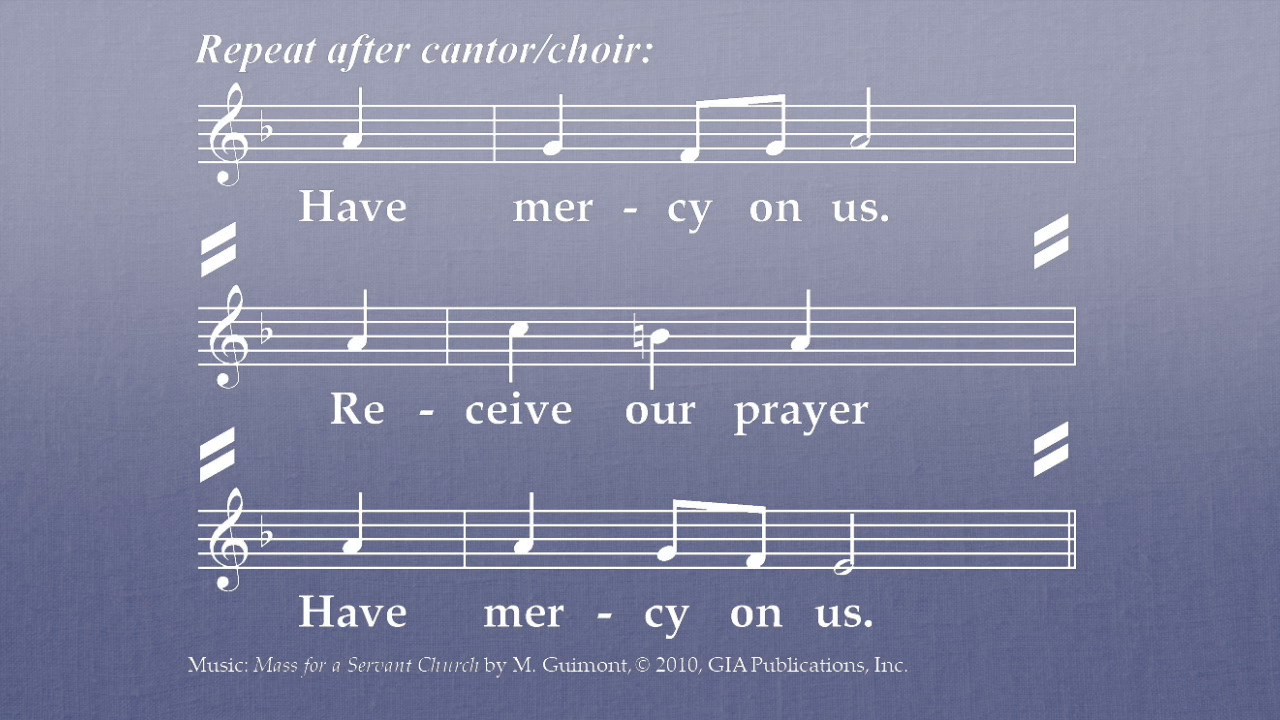 Repeat after cantor/choir:
Have mer - cy on us.
Re - ceive our prayer
Have mer - cy on us.
Music: Mass for a Servant Church by M. Guimont, © 2010, GIA Publications, Inc.